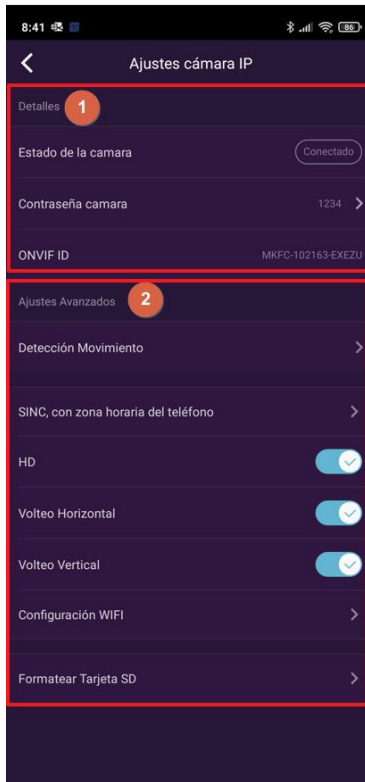 8:41
86
Ajustes cámara IP
Detalles 1
Estado de la camara Conectado
Contraseña camara 1234
ONVIF ID MKFC-102163-EXEZU
Ajustes Avanzados 2
Detección Movimiento
SINC, con zona horaria del teléfono
HD
Volteo Horizontal
Volteo Vertical
Configuración WIFI
Formatear Tarjeta SD